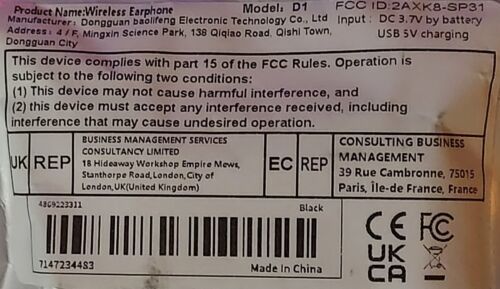 Product Name:Wireless Earphone Model: D1 FCC ID:2AXK8-SP31
Manufacturer: Dongguan baolifeng Electronic Technology Co., Ltd Input: DC 3.7V by battery
Address: 4/F, Mingxin Science Park, 138 Qiqiao Road. Qishi Town, USB 5V charging
Dongguan City
This device complies with part 15 of the FCC Rules. Operation is
subject to the following two conditions:
(1) This device may not cause harmful interference, and
(2) this device must accept any interference received, including
interference that may cause undesired operation.
UK REP
BUSINESS MANAGEMENT SERVICES
CONSULTANCY LIMITED
18 Hideaway Workshop Empire Mews,
Stanthorpe Road,London,City of
London,UK(United Kingdom)
EC REP
CONSULTING BUSINESS
MANAGEMENT
39 Rue Cambronne, 75015
Paris, Île-de France, France
4869223311 Black
7147234483 Made in China
CE FC
UK
CA